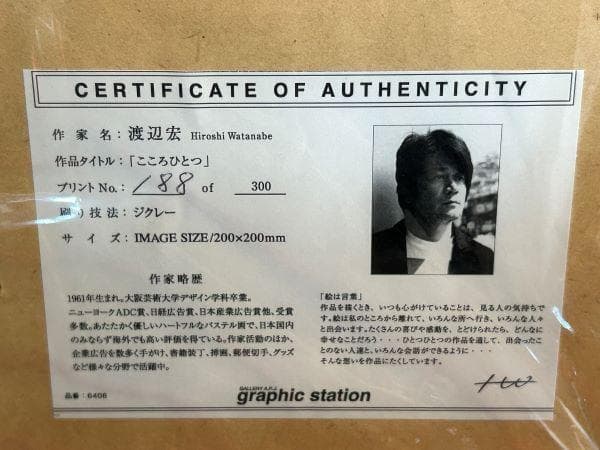 CERTIFICATE OF AUTHENTICITY
作家名：渡辺宏 Hiroshi Watanabe
作品タイトル：「こころひとつ」
プリントNo.：188 of 300
刷り技法：ジクレー
サイズ：IMAGE SIZE/200×200mm
作家略歴
1961年生まれ。大阪芸術大学デザイン学科卒業。
ニューヨークADC賞、日経広告賞、日本産業広告賞他、受賞
多数。あたたかく優しいハートフルなパステル画で、日本国内
のみならず海外でも高い評価を得ている。作家活動のほか、
企業広告を数多く手がけ、書籍装丁、挿画、郵便切手、グッズ
など様々な分野で活躍中。
品番：6408
「絵は言葉」
作品を描くとき、いつも心がけていることは、見る人の気持ちで
す。絵は私のところから離れて、いろんな所へ行き、いろんな人々
と出会います。たくさんの喜びや感動を、とどけられたら、どんなに
幸せなことだろう・・・ひとつひとつの作品を通して、出会ったこ
とのない人達と、いろんな会話ができるように・・・
そんな想いを作品にたくしています。
GALLERY A.P.J.
graphic station